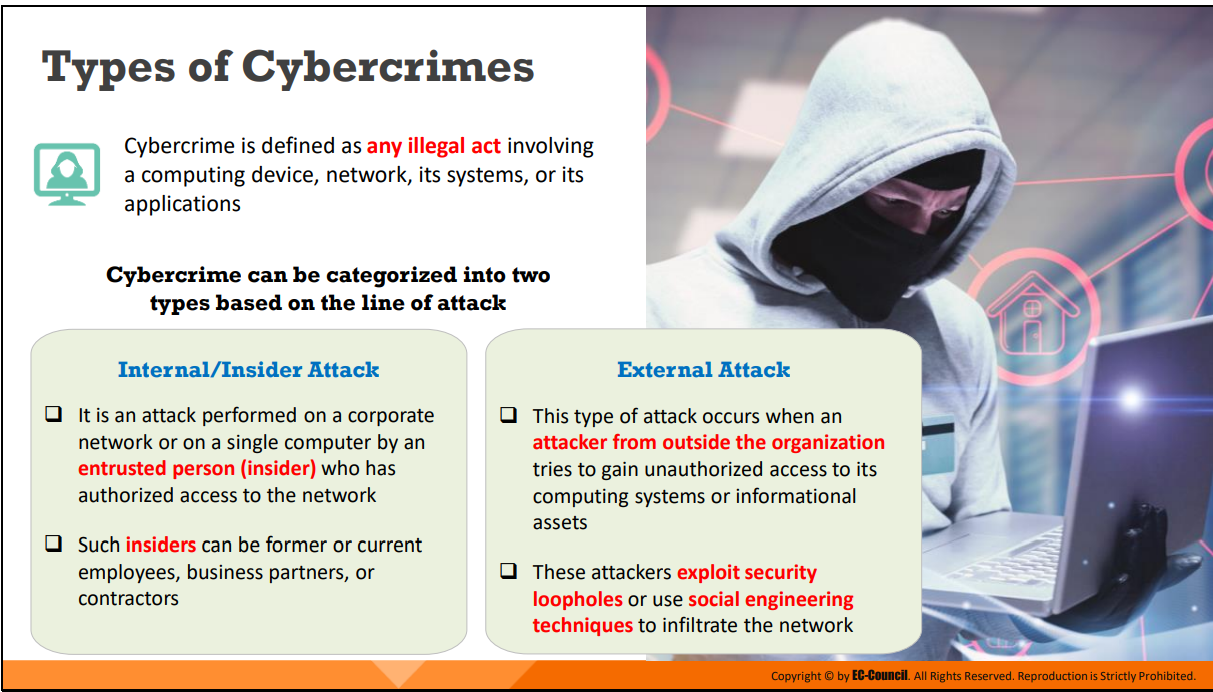 Types of Cybercrimes
Cybercrime is defined as any illegal act involving
a computing device, network, its systems, or its
applications
Cybercrime can be categorized into two
types based on the line of attack
Internal/Insider Attack
❑ It is an attack performed on a corporate
network or on a single computer by an
entrusted person (insider) who has
authorized access to the network
❑ Such insiders can be former or current
employees, business partners, or
contractors
External Attack
❑ This type of attack occurs when an
attacker from outside the organization
tries to gain unauthorized access to its
computing systems or informational
assets
❑ These attackers exploit security
loopholes or use social engineering
techniques to infiltrate the network
Copyright © by EC-Council. All Rights Reserved. Reproduction is Strictly Prohibited.